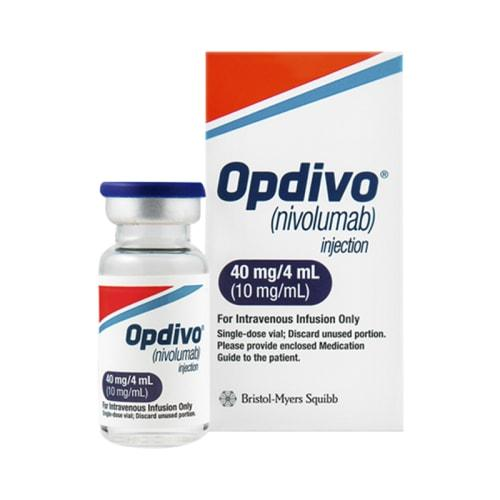 Opdivo®
(nivolumab)
injection
40 mg/4 mL
(10 mg/mL)
For Intravenous Infusion Only
Single-dose vial; Discard unused portion.
Please provide enclosed Medication
Guide to the patient.
Bristol-Myers Squibb
Opdivo®
(nivolumab)
injection
40 mg/4 mL
(10 mg/mL)
For Intravenous Infusion Only
Single-dose vial; Discard unused portion.